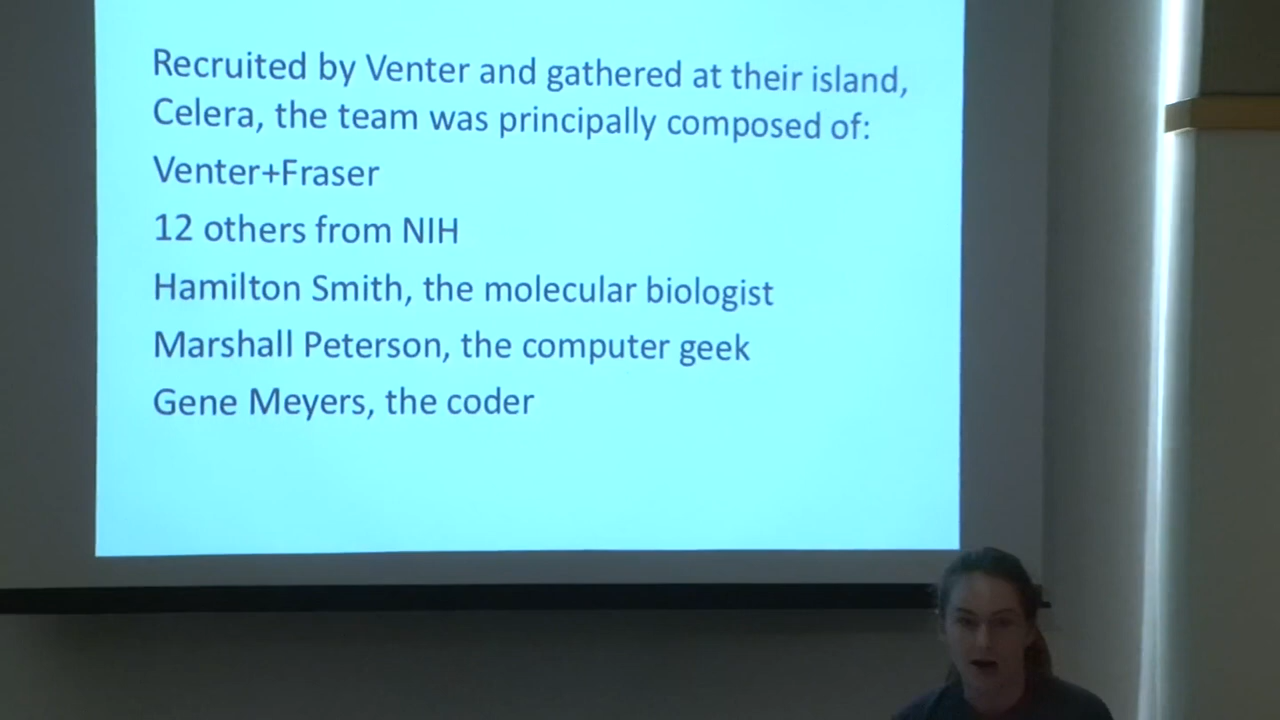 Recruited by Venter and gathered at their island,
Celera, the team was principally composed of:
Venter+Fraser
12 others from NIH
Hamilton Smith, the molecular biologist
Marshall Peterson, the computer geek
Gene Meyers, the coder